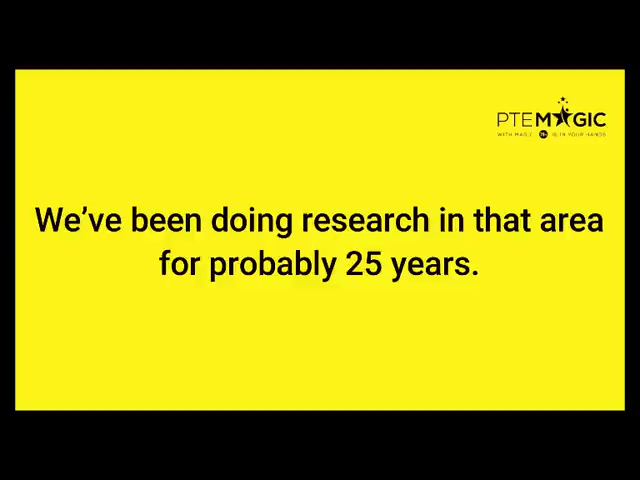 PTEMAGIC
We've been doing research in that area
for probably 25 years.